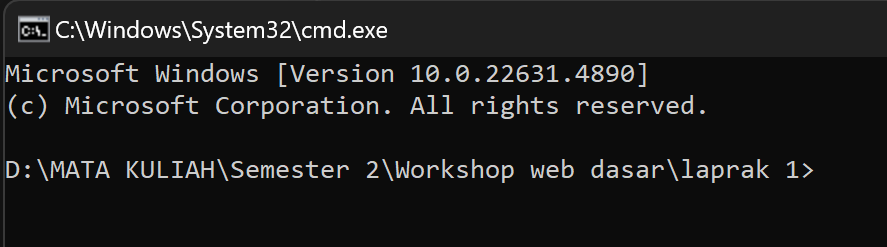 C:\Windows\System32\cmd.exe
Microsoft Windows [Version 10.0.22631.4890]
(c) Microsoft Corporation. All rights reserved.
D:\MATA KULIAH\Semester 2\Workshop web dasar\laprak 1>